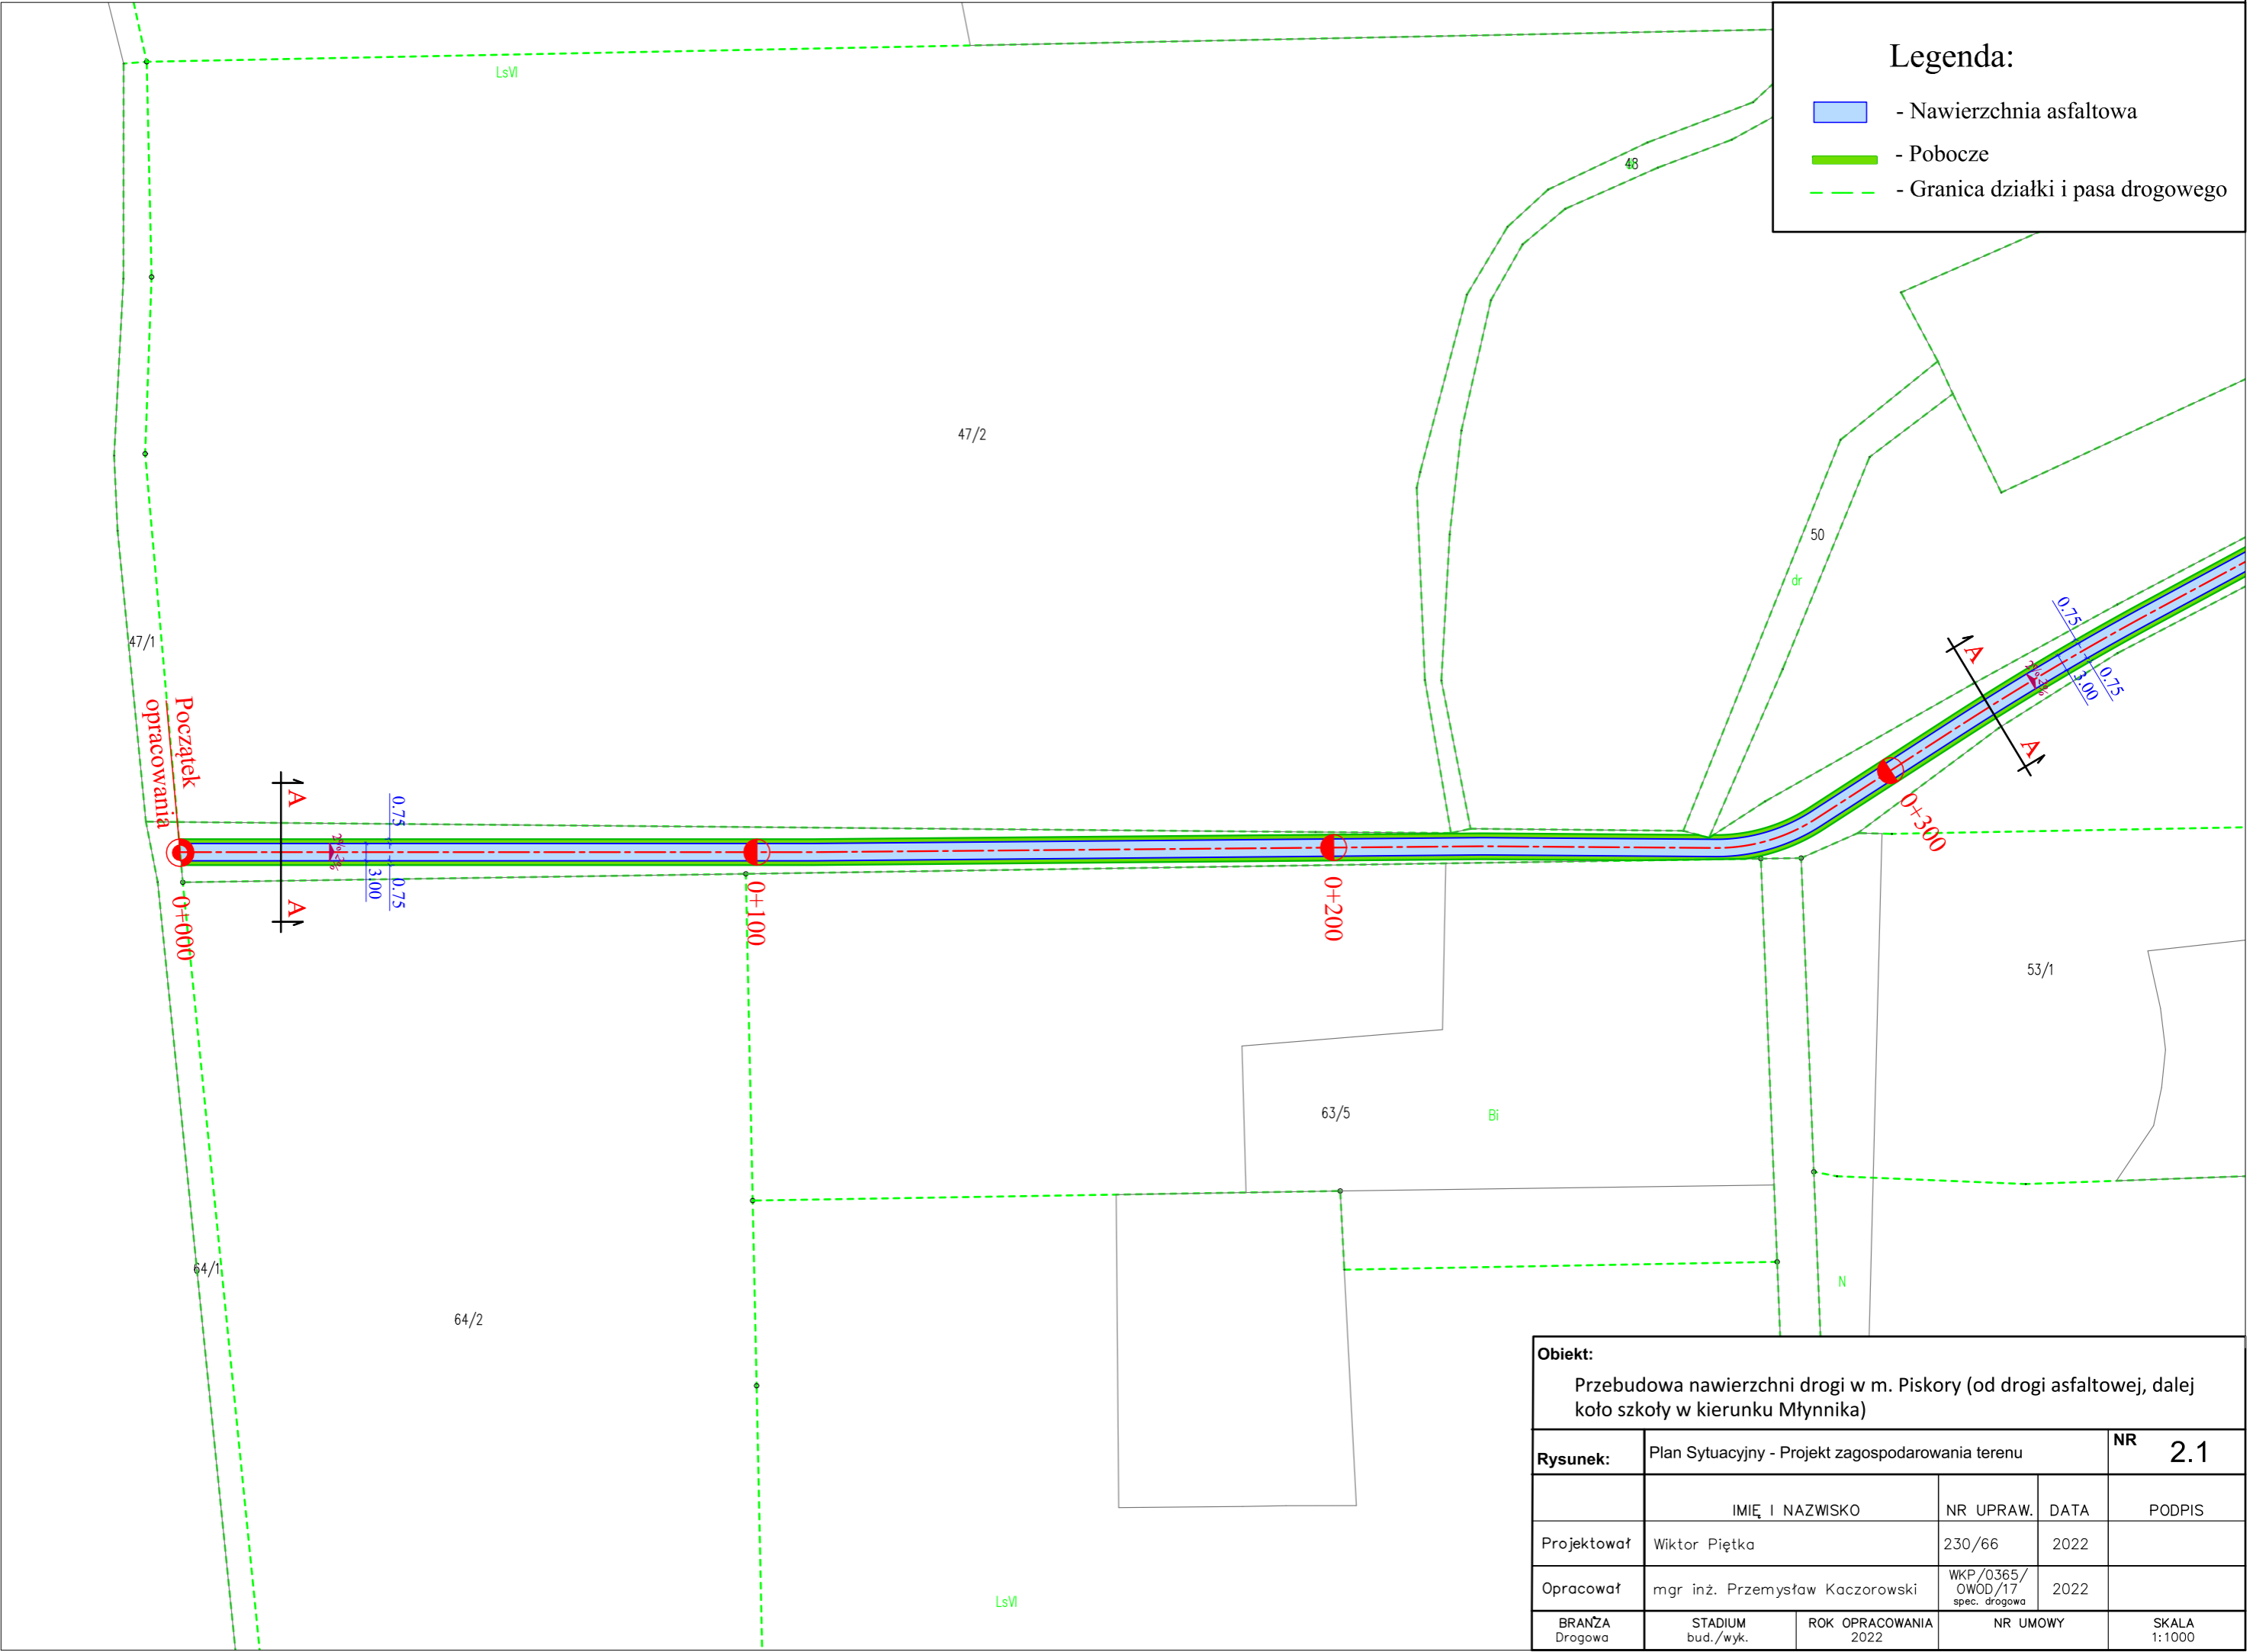 Legenda:
- Nawierzchnia asfaltowa
- Pobocze
- Granica działki i pasa drogowego
LsVI
48
47/2
50
dr
47/1
Początek
opracowania
A
A
0.75
2% 2%
3.00
0.75
0+000
0+100
0+200
0+300
A
A
0.75
2% 2%
3.00
0.75
53/1
63/5
Bi
64/1
64/2
N
LsVI
Obiekt:
Przebudowa nawierzchni drogi w m. Piskory (od drogi asfaltowej, dalej
koło szkoły w kierunku Młynnika)
Rysunek:
Plan Sytuacyjny - Projekt zagospodarowania terenu
NR 2.1
IMIĘ I NAZWISKO NR UPRAW. DATA PODPIS
Projektował Wiktor Piętka 230/66 2022
Opracował mgr inż. Przemysław Kaczorowski WKP/0365/
OWOD/17
spec. drogowa
2022
BRANŻA
Drogowa
STADIUM
bud./wyk.
ROK OPRACOWANIA
2022
NR UMOWY
SKALA
1:1000